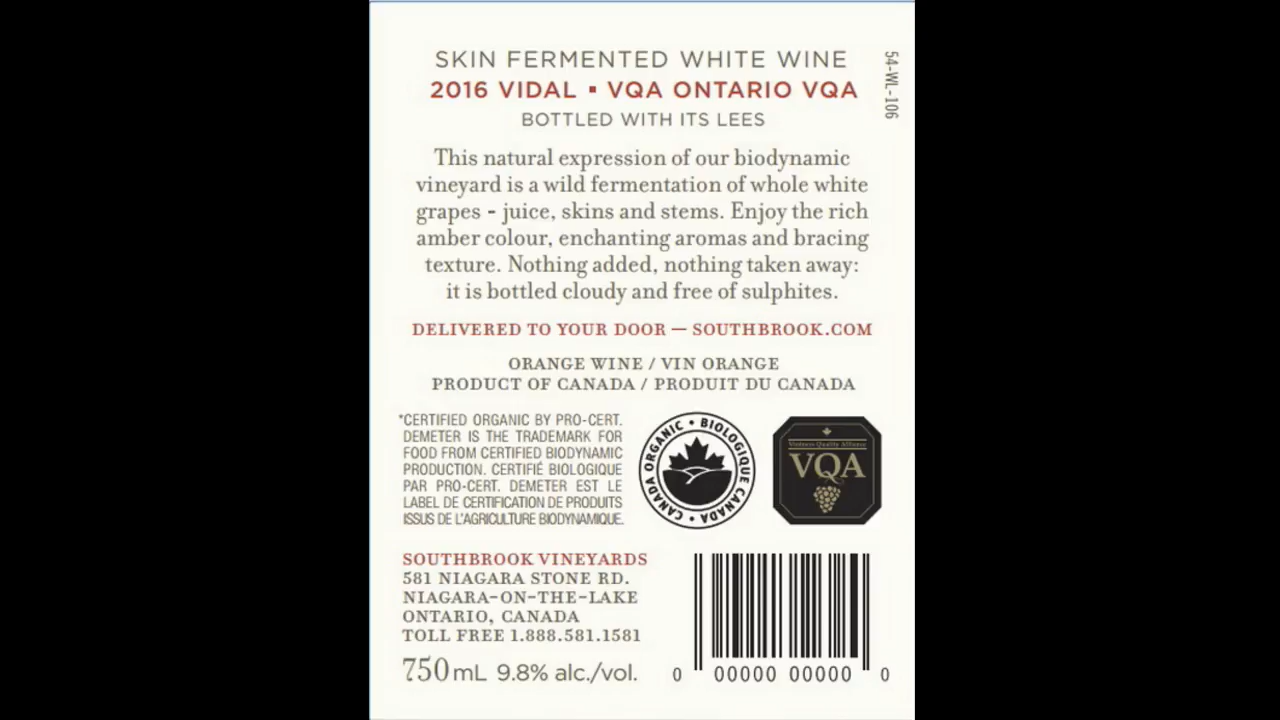 SKIN FERMENTED WHITE WINE
2016 VIDAL ▪ VQA ONTARIO VQA
BOTTLED WITH ITS LEES
54-WL-106
This natural expression of our biodynamic
vineyard is a wild fermentation of whole white
grapes - juice, skins and stems. Enjoy the rich
amber colour, enchanting aromas and bracing
texture. Nothing added, nothing taken away:
it is bottled cloudy and free of sulphites.
DELIVERED TO YOUR DOOR — SOUTHBROOK.COM
ORANGE WINE / VIN ORANGE
PRODUCT OF CANADA / PRODUIT DU CANADA
*CERTIFIED ORGANIC BY PRO-CERT.
DEMETER IS THE TRADEMARK FOR
FOOD FROM CERTIFIED BIODYNAMIC
PRODUCTION. CERTIFIÉ BIOLOGIQUE
PAR PRO-CERT. DEMETER EST LE
LABEL DE CERTIFICATION DE PRODUITS
ISSUS DE L'AGRICULTURE BIODYNAMIQUE.
CANADA ORGANIC • BIOLOGIQUE CANADA •
Vintners Quality Alliance
VQA
SOUTHBROOK VINEYARDS
581 NIAGARA STONE RD.
NIAGARA-ON-THE-LAKE
ONTARIO, CANADA
TOLL FREE 1.888.581.1581
750 mL 9.8% alc./vol.
0 00000 00000 0